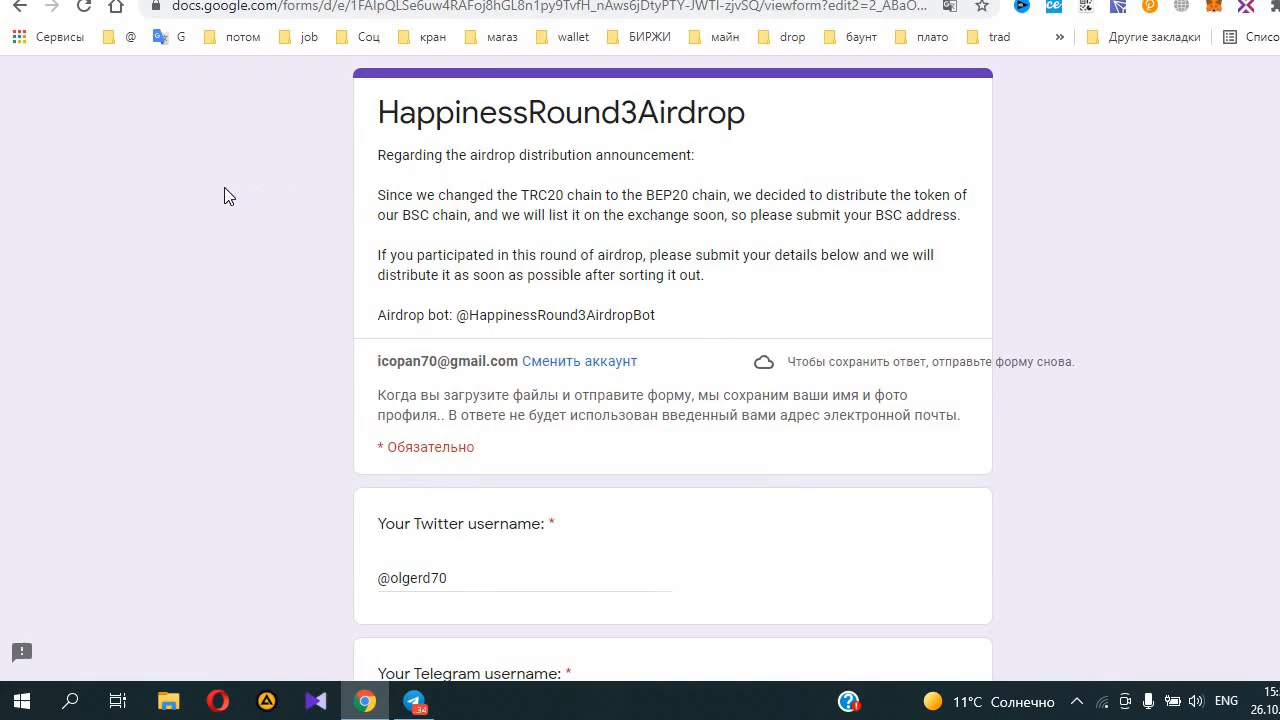 docs.google.com/forms/d/e/1FAIpQLSe6uw4RAFoj8hGL8n1py9TvfH_nAws6jDtyPTY-JWTI-zjvSQ/viewform?edit2=2_ABaO...
Сервисы @ G потом job Соц кран магаз wallet БИРЖИ майн drop баунт плато trad » Другие закладки Списо
HappinessRound3Airdrop
Regarding the airdrop distribution announcement:
Since we changed the TRC20 chain to the BEP20 chain, we decided to distribute the token of
our BSC chain, and we will list it on the exchange soon, so please submit your BSC address.
If you participated in this round of airdrop, please submit your details below and we will
distribute it as soon as possible after sorting it out.
Airdrop bot: @HappinessRound3AirdropBot
icopan70@gmail.com Сменить аккаунт Чтобы сохранить ответ, отправьте форму снова.
Когда вы загрузите файлы и отправите форму, мы сохраним ваши имя и фото
профиля.. В ответе не будет использован введенный вами адрес электронной почты.
* Обязательно
Your Twitter username: *
@olgerd70
Your Telegram username: *
34 11°C Солнечно ENG 15:
26.10.